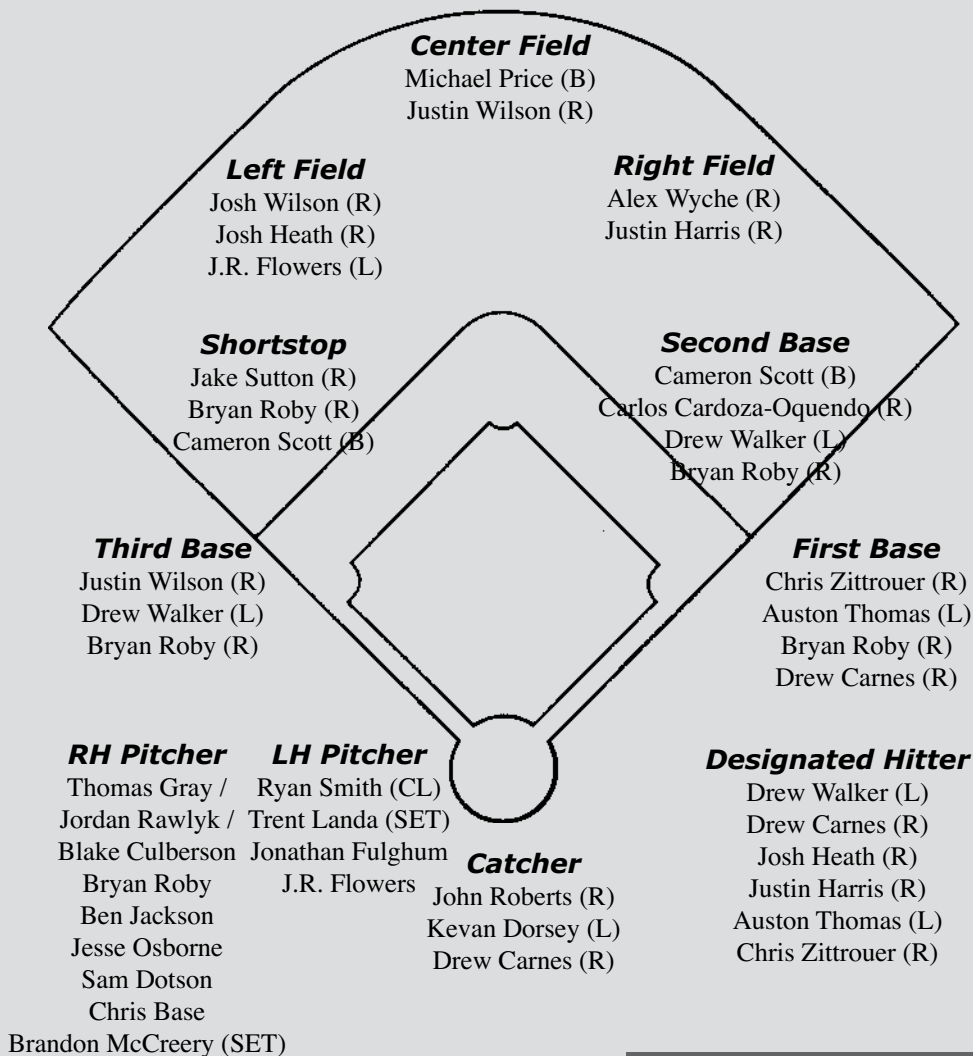 Center Field
Michael Price (B)
Justin Wilson (R)
Left Field
Josh Wilson (R)
Josh Heath (R)
J.R. Flowers (L)
Right Field
Alex Wyche (R)
Justin Harris (R)
Shortstop
Jake Sutton (R)
Bryan Roby (R)
Cameron Scott (B)
Second Base
Cameron Scott (B)
Carlos Cardoza-Oquendo (R)
Drew Walker (L)
Bryan Roby (R)
Third Base
Justin Wilson (R)
Drew Walker (L)
Bryan Roby (R)
First Base
Chris Zittrouer (R)
Auston Thomas (L)
Bryan Roby (R)
Drew Carnes (R)
RH Pitcher
Thomas Gray /
Jordan Rawlyk /
Blake Culberson
Bryan Roby
Ben Jackson
Jesse Osborne
Sam Dotson
Chris Base
Brandon McCreery (SET)
LH Pitcher
Ryan Smith (CL)
Trent Landa (SET)
Jonathan Fulghum
J.R. Flowers
Catcher
John Roberts (R)
Kevan Dorsey (L)
Drew Carnes (R)
Designated Hitter
Drew Walker (L)
Drew Carnes (R)
Josh Heath (R)
Justin Harris (R)
Auston Thomas (L)
Chris Zittrouer (R)